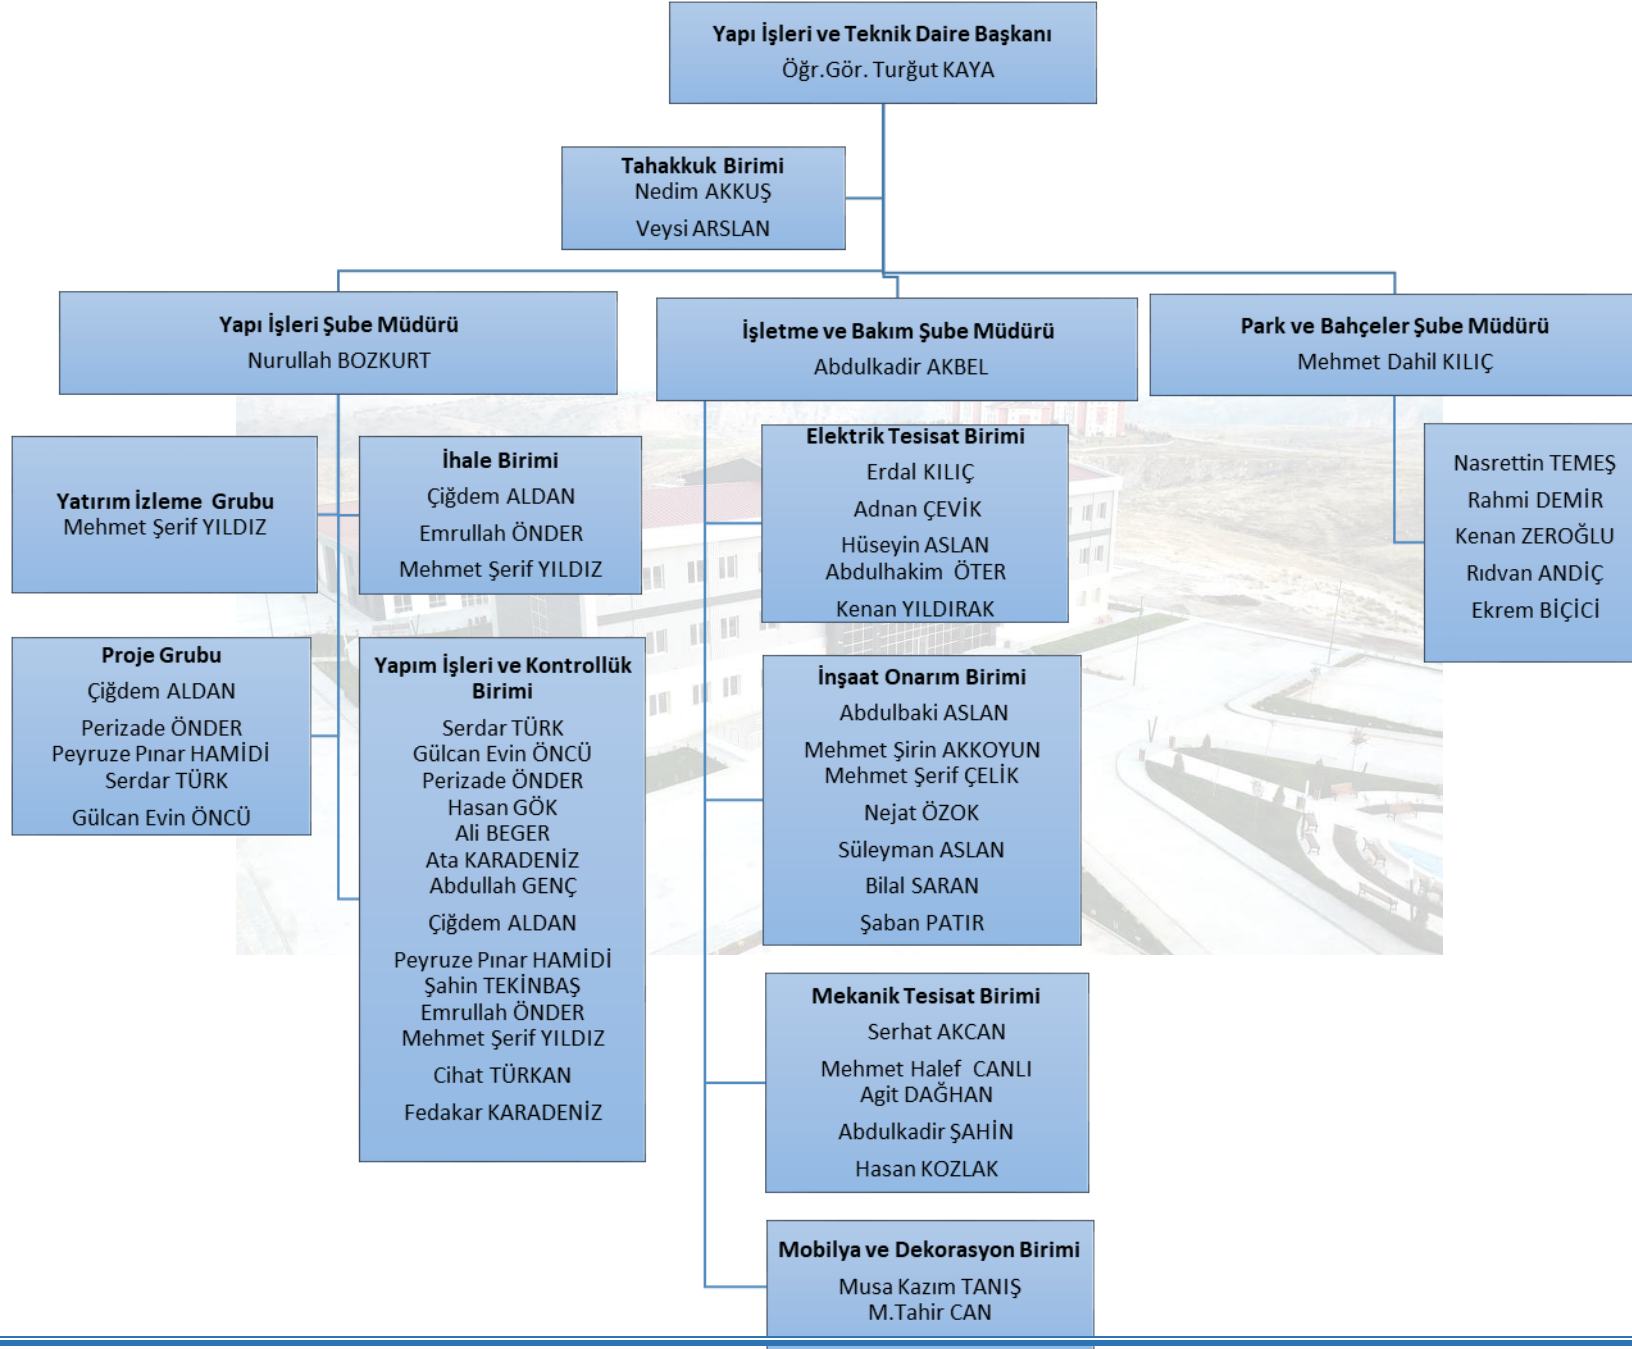 Yapı İşleri ve Teknik Daire Başkanı
Öğr.Gör. Turğut KAYA
Tahakkuk Birimi
Nedim AKKUŞ
Veysi ARSLAN
Yapı İşleri Şube Müdürü
Nurullah BOZKURT
İşletme ve Bakım Şube Müdürü
Abdulkadir AKBEL
Park ve Bahçeler Şube Müdürü
Mehmet Dahil KILIÇ
Yatırım İzleme Grubu
Mehmet Şerif YILDIZ
İhale Birimi
Çiğdem ALDAN
Emrullah ÖNDER
Mehmet Şerif YILDIZ
Proje Grubu
Çiğdem ALDAN
Perizade ÖNDER
Peyruze Pınar HAMİDİ
Serdar TÜRK
Gülcan Evin ÖNCÜ
Yapım İşleri ve Kontrollük
Birimi
Serdar TÜRK
Gülcan Evin ÖNCÜ
Perizade ÖNDER
Hasan GÖK
Ali BEGER
Ata KARADENİZ
Abdullah GENÇ
Çiğdem ALDAN
Peyruze Pınar HAMİDİ
Şahin TEKİNBAŞ
Emrullah ÖNDER
Mehmet Şerif YILDIZ
Cihat TÜRKAN
Fedakar KARADENİZ
Elektrik Tesisat Birimi
Erdal KILIÇ
Adnan ÇEVİK
Hüseyin ASLAN
Abdulhakim ÖTER
Kenan YILDIRAK
İnşaat Onarım Birimi
Abdulbaki ASLAN
Mehmet Şirin AKKOYUN
Mehmet Şerif ÇELİK
Nejat ÖZOK
Süleyman ASLAN
Bilal SARAN
Şaban PATIR
Mekanik Tesisat Birimi
Serhat AKCAN
Mehmet Halef CANLI
Agit DAĞHAN
Abdulkadir ŞAHİN
Hasan KOZLAK
Mobilya ve Dekorasyon Birimi
Musa Kazım TANIŞ
M.Tahir CAN
Nasrettin TEMEŞ
Rahmi DEMİR
Kenan ZEROĞLU
Rıdvan ANDİÇ
Ekrem BİÇİCİ